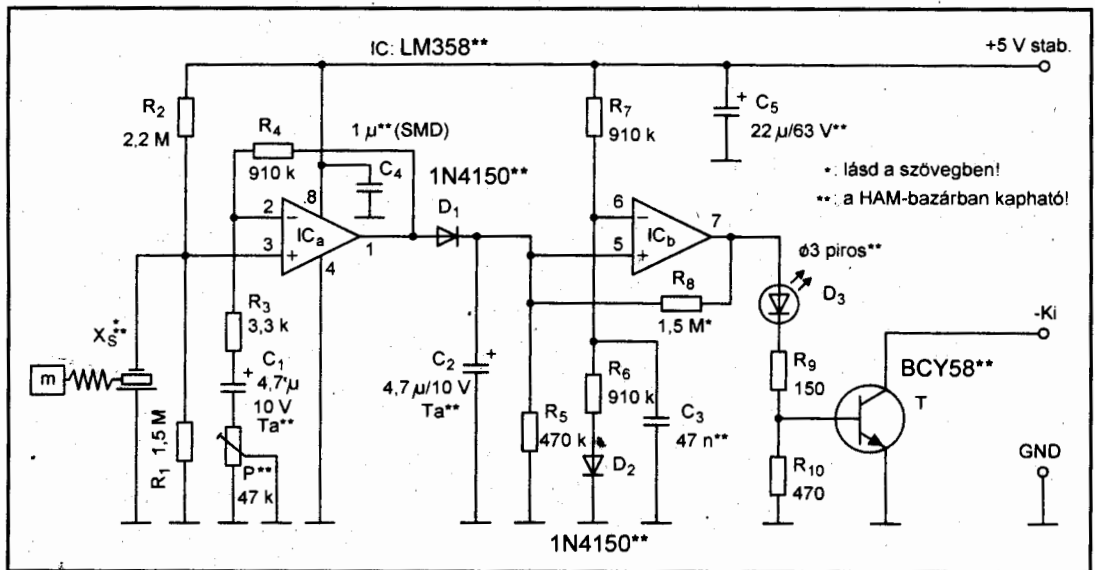 IC: LM358**
+5 V stab.
R2
2,2 M
R4
910 k
1 µ** (SMD)
C4
R7
910 k
+
C5
22 µ/63 V**
*: lásd a szövegben!
**: a HAM-bazárban kapható!
1N4150**
D1
8
2
−
ICa
3
+
1
4
6
−
ICb
5
+
7
ø3 piros**
D3
R8
1,5 M*
R3
3,3 k
XS**
*
m
+
C1
4,7 µ
10 V
Ta**
C2
+
4,7 µ/10 V
Ta**
R6
910 k
R5
470 k
C3
47 n**
D2
R9
150
BCY58**
T
-Ki
R1 1,5 M
P**
47 k
R10
470
GND
1N4150**